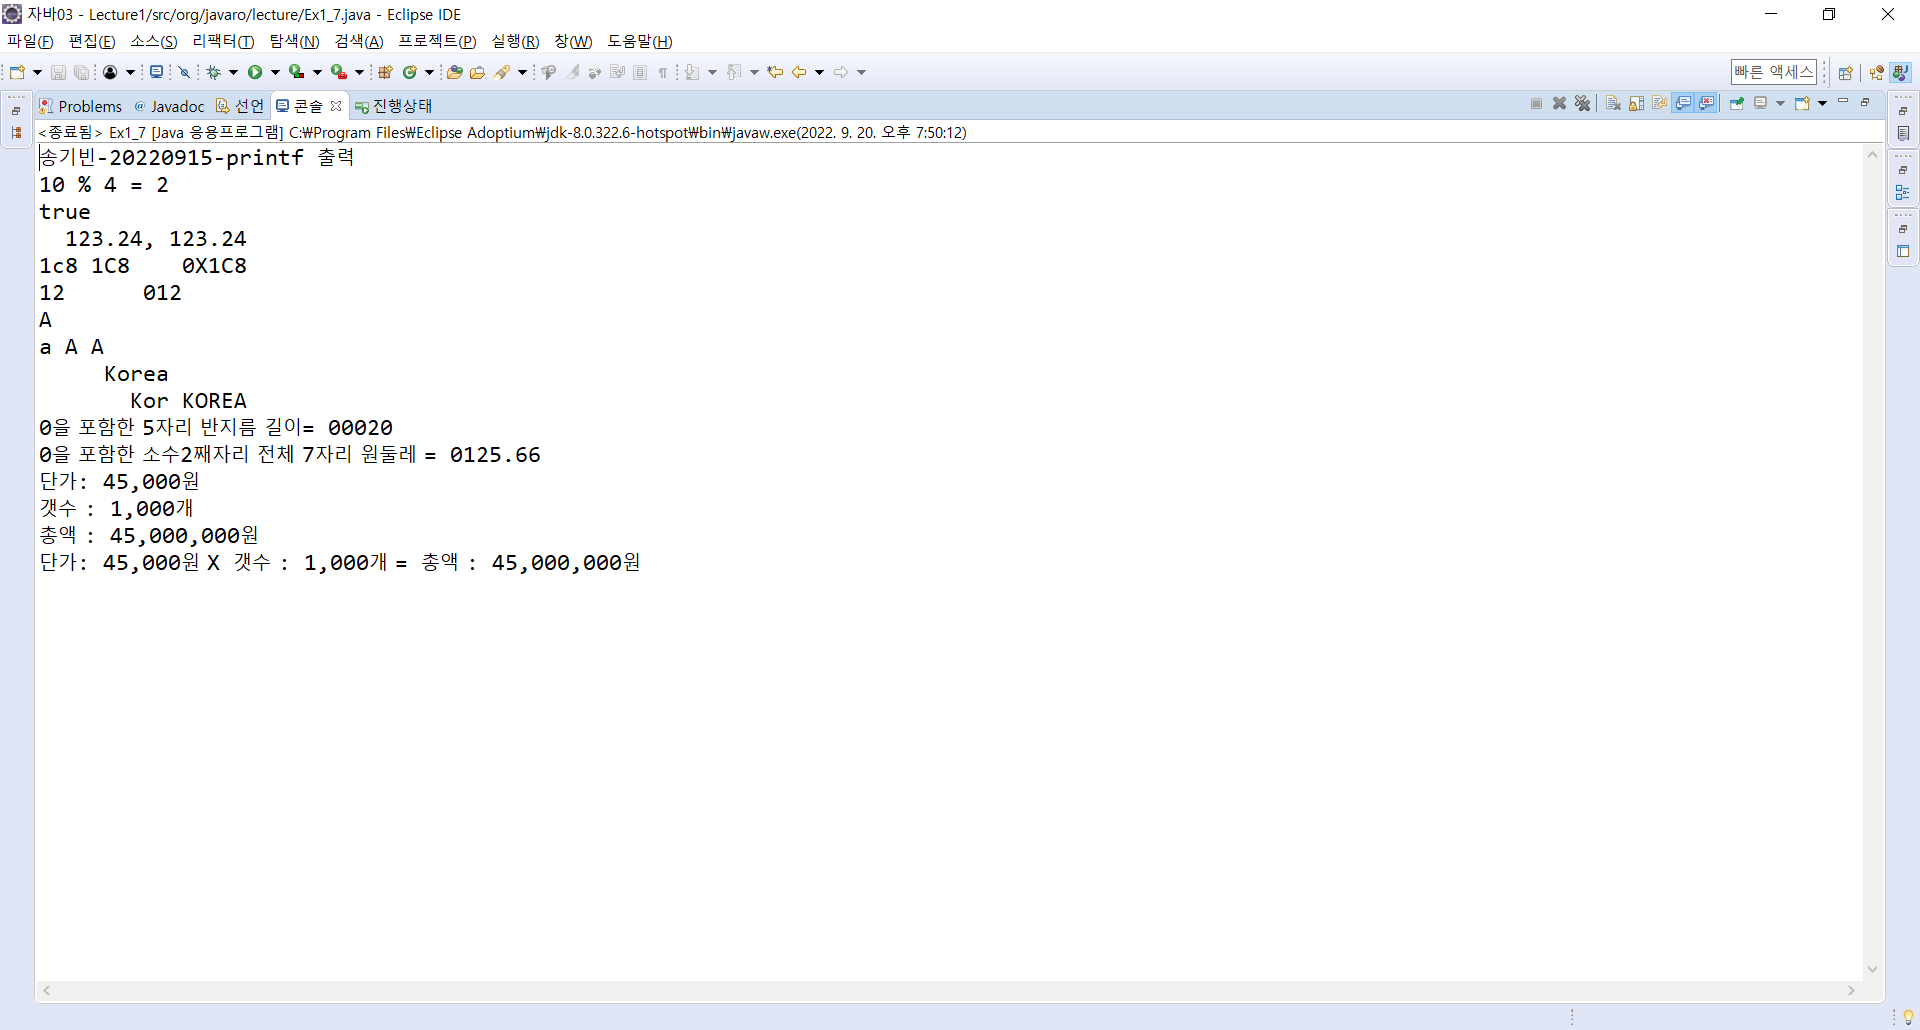 자바03 - Lecture1/src/org/javaro/lecture/Ex1_7.java - Eclipse IDE
파일(F) 편집(E) 소스(S) 리팩터(T) 탐색(N) 검색(A) 프로젝트(P) 실행(R) 창(W) 도움말(H)
빠른 액세스
Problems @ Javadoc 선언 콘솔 진행상태
<종료됨> Ex1_7 [Java 응용프로그램] C:₩Program Files₩Eclipse Adoptium₩jdk-8.0.322.6-hotspot₩bin₩javaw.exe(2022. 9. 20. 오후 7:50:12)
송기빈-20220915-printf 출력
10 % 4 = 2
true
  123.24, 123.24
1c8 1C8    0X1C8
12      012
A
a A A
     Korea
       Kor KOREA
0을 포함한 5자리 반지름 길이= 00020
0을 포함한 소수2째자리 전체 7자리 원둘레 = 0125.66
단가: 45,000원
갯수 : 1,000개
총액 : 45,000,000원
단가: 45,000원 X 갯수 : 1,000개 = 총액 : 45,000,000원